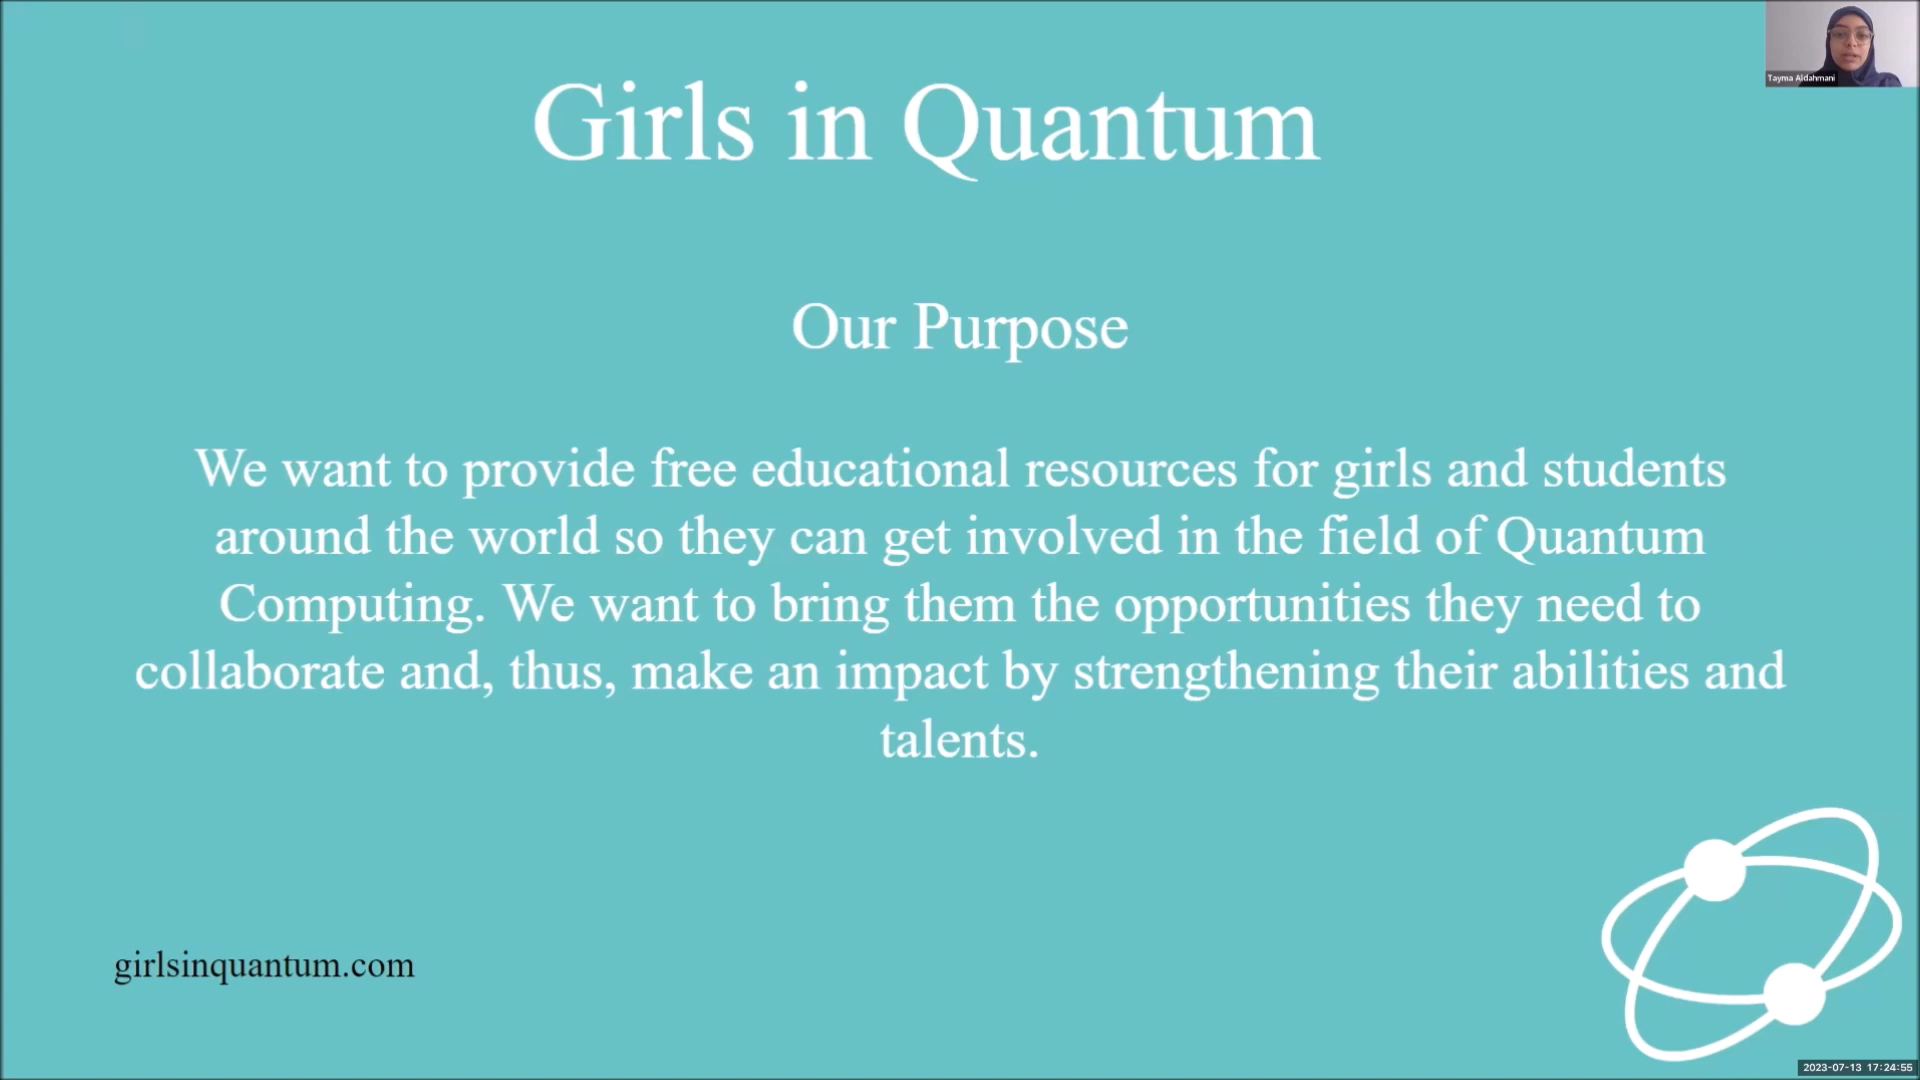 Girls in Quantum
Tayma Aldahmani
Our Purpose
We want to provide free educational resources for girls and students
around the world so they can get involved in the field of Quantum
Computing. We want to bring them the opportunities they need to
collaborate and, thus, make an impact by strengthening their abilities and
talents.
girlsinquantum.com
2023-07-13 17:24:55